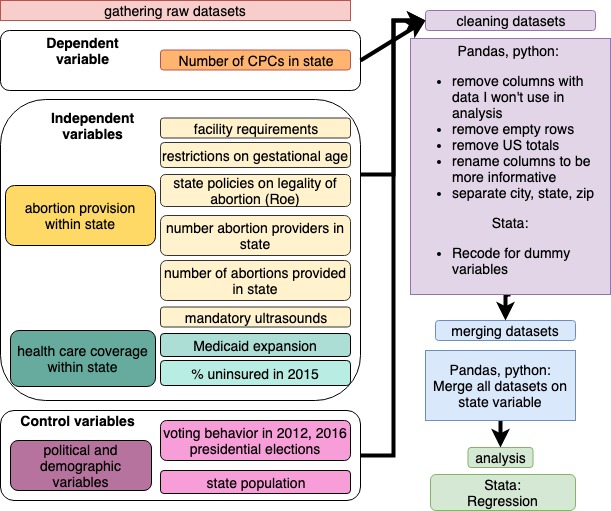 gathering raw datasets
Dependent
variable
Number of CPCs in state
Independent
variables
facility requirements
restrictions on gestational age
state policies on legality of
abortion (Roe)
abortion provision
within state
number abortion providers in
state
number of abortions provided
in state
mandatory ultrasounds
health care coverage
within state
Medicaid expansion
% uninsured in 2015
Control variables
political and
demographic
variables
voting behavior in 2012, 2016
presidential elections
state population
cleaning datasets
Pandas, python:
• remove columns with
data I won't use in
analysis
• remove empty rows
• remove US totals
• rename columns to be
more informative
• separate city, state, zip
Stata:
• Recode for dummy
variables
merging datasets
Pandas, python:
Merge all datasets on
state variable
analysis
Stata:
Regression